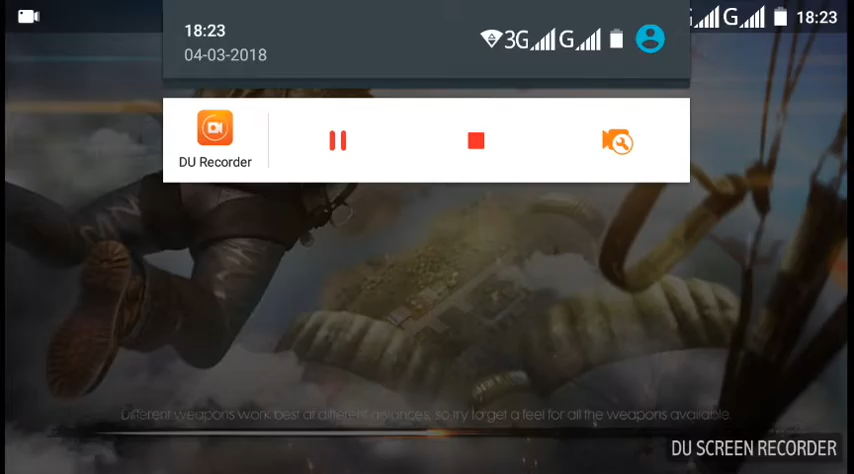 18:23
04-03-2018
3G G
G 18:23
DU Recorder
Different weapons work best at different distances, so try to get a feel for all the weapons available.
DU SCREEN RECORDER